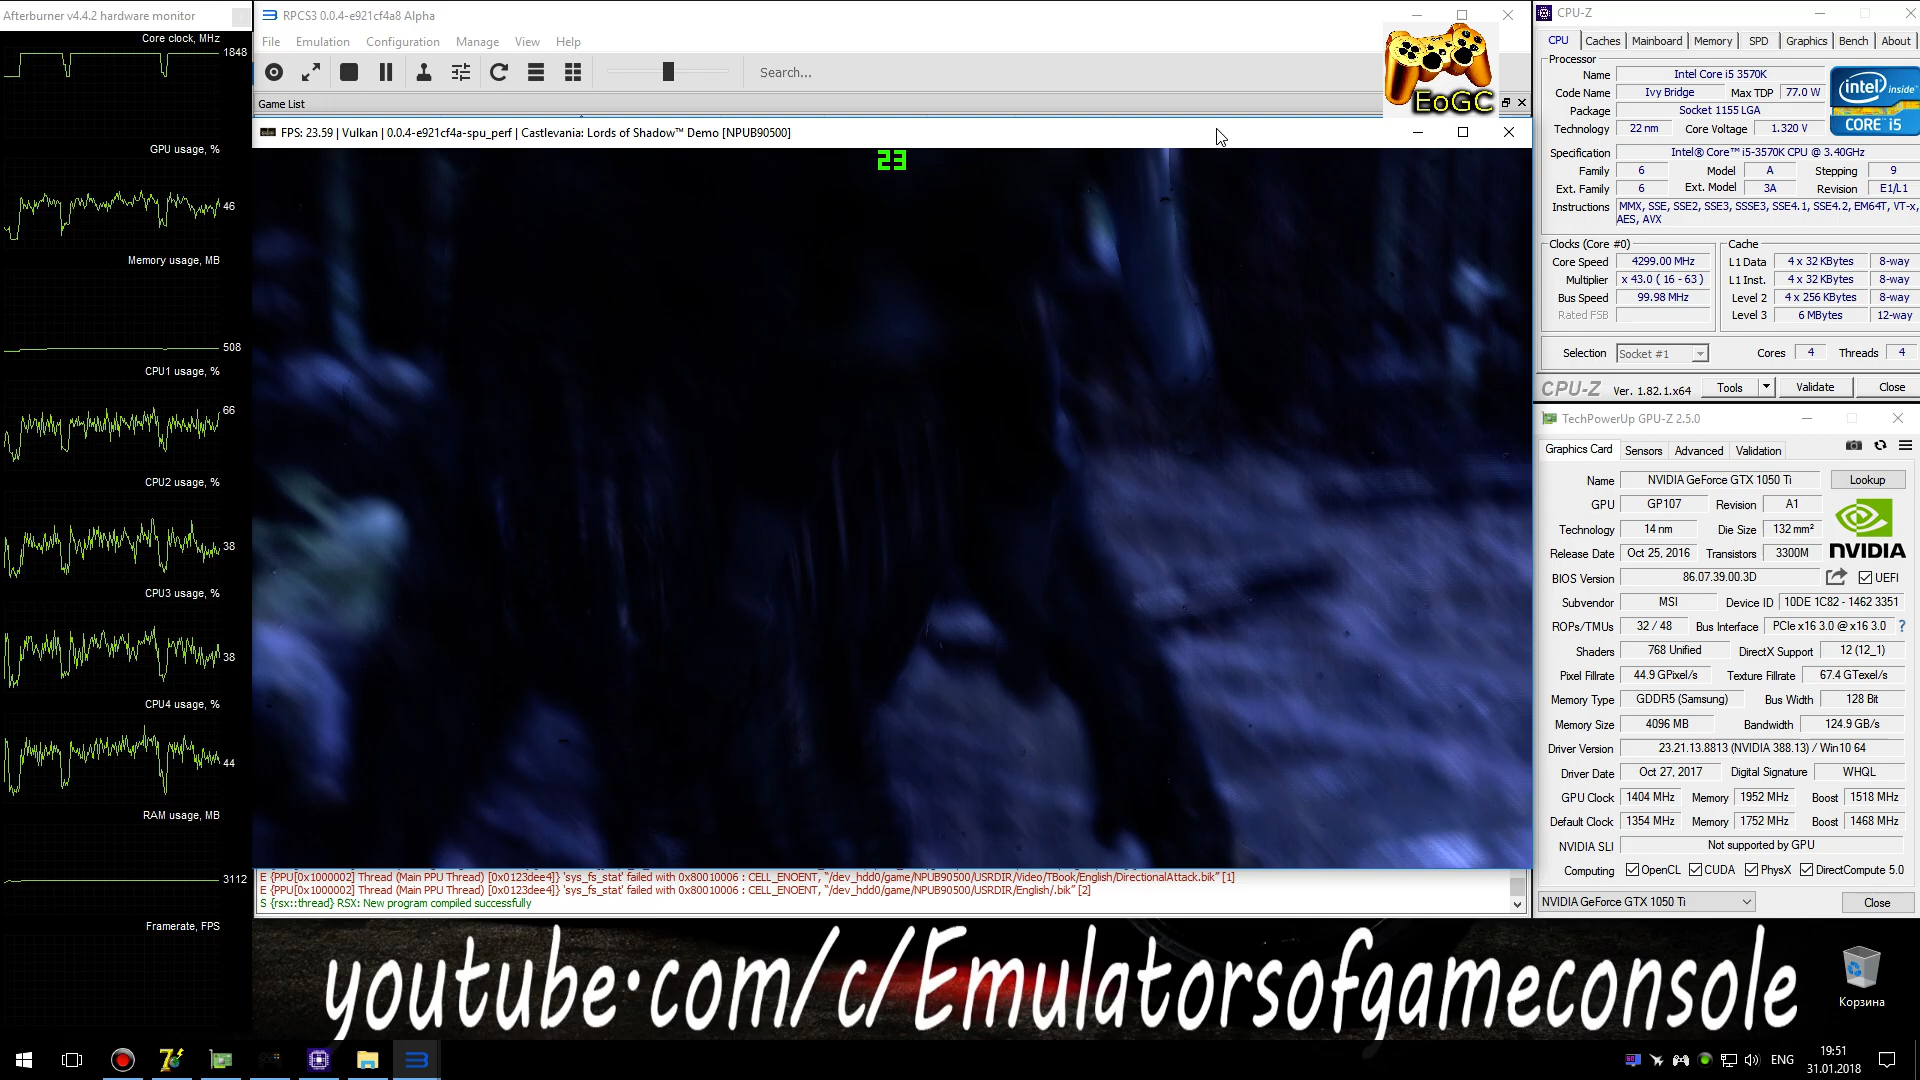 Afterburner v4.4.2 hardware monitor
Core clock, MHz
1848
GPU usage, %
46
Memory usage, MB
508
CPU1 usage, %
66
CPU2 usage, %
38
CPU3 usage, %
38
CPU4 usage, %
44
RAM usage, MB
3112
Framerate, FPS
RPCS3 0.0.4-e921cf4a8 Alpha
File Emulation Configuration Manage View Help
Search...
EoGC
Game List
FPS: 23.59 | Vulkan | 0.0.4-e921cf4a-spu_perf | Castlevania: Lords of Shadow™ Demo [NPUB90500]
23
E {PPU[0x1000002] Thread (Main PPU Thread) [0x0123dee4]} 'sys_fs_stat' failed with 0x80010006 : CELL_ENOENT, "/dev_hdd0/game/NPUB90500/USRDIR/Video/TBook/English/DirectionalAttack.bik" [1]
E {PPU[0x1000002] Thread (Main PPU Thread) [0x0123dee4]} 'sys_fs_stat' failed with 0x80010006 : CELL_ENOENT, "/dev_hdd0/game/NPUB90500/USRDIR/English/.bik" [2]
S {rsx::thread} RSX: New program compiled successfully
CPU-Z
CPU Caches Mainboard Memory SPD Graphics Bench About
Processor
Name Intel Core i5 3570K
Code Name Ivy Bridge Max TDP 77.0 W
Package Socket 1155 LGA
Technology 22 nm Core Voltage 1.320 V
intel inside™
CORE i5
Specification Intel® Core™ i5-3570K CPU @ 3.40GHz
Family 6 Model A Stepping 9
Ext. Family 6 Ext. Model 3A Revision E1/L1
Instructions MMX, SSE, SSE2, SSE3, SSSE3, SSE4.1, SSE4.2, EM64T, VT-x,
AES, AVX
Clocks (Core #0) Cache
Core Speed 4299.00 MHz L1 Data 4 x 32 KBytes 8-way
Multiplier x 43.0 ( 16 - 63 ) L1 Inst. 4 x 32 KBytes 8-way
Bus Speed 99.98 MHz Level 2 4 x 256 KBytes 8-way
Rated FSB Level 3 6 MBytes 12-way
Selection Socket #1 Cores 4 Threads 4
CPU-Z Ver. 1.82.1.x64 Tools Validate Close
TechPowerUp GPU-Z 2.5.0
Graphics Card Sensors Advanced Validation
Name NVIDIA GeForce GTX 1050 Ti Lookup
GPU GP107 Revision A1
Technology 14 nm Die Size 132 mm²
Release Date Oct 25, 2016 Transistors 3300M
NVIDIA
BIOS Version 86.07.39.00.3D UEFI
Subvendor MSI Device ID 10DE 1C82 - 1462 3351
ROPs/TMUs 32 / 48 Bus Interface PCIe x16 3.0 @ x16 3.0 ?
Shaders 768 Unified DirectX Support 12 (12_1)
Pixel Fillrate 44.9 GPixel/s Texture Fillrate 67.4 GTexel/s
Memory Type GDDR5 (Samsung) Bus Width 128 Bit
Memory Size 4096 MB Bandwidth 124.9 GB/s
Driver Version 23.21.13.8813 (NVIDIA 388.13) / Win10 64
Driver Date Oct 27, 2017 Digital Signature WHQL
GPU Clock 1404 MHz Memory 1952 MHz Boost 1518 MHz
Default Clock 1354 MHz Memory 1752 MHz Boost 1468 MHz
NVIDIA SLI Not supported by GPU
Computing OpenCL CUDA PhysX DirectCompute 5.0
NVIDIA GeForce GTX 1050 Ti Close
youtube.com/c/Emulatorsofgameconsole
Корзина
ENG
19:51
31.01.2018